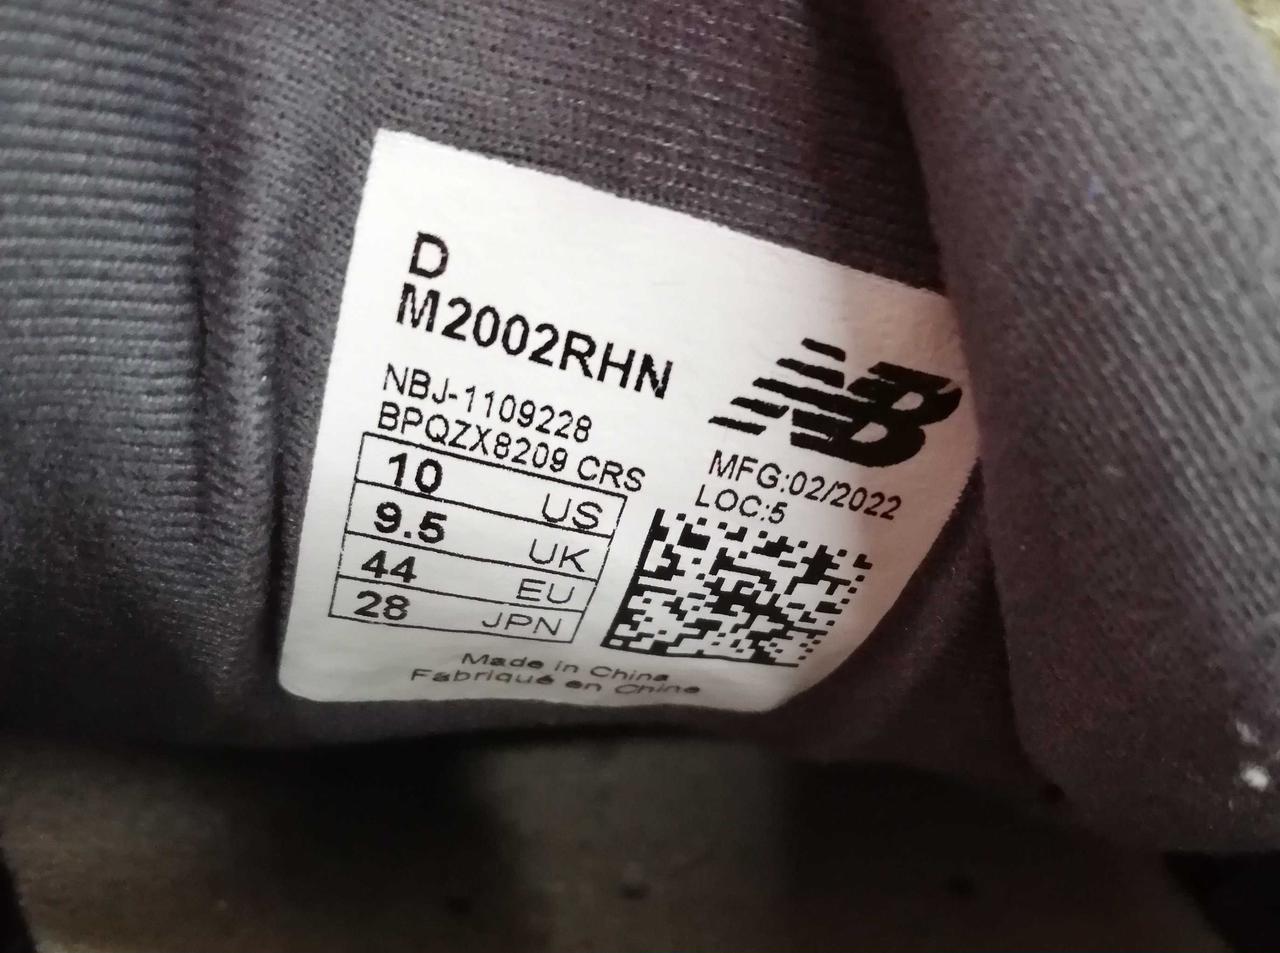 D
M2002RHN
NBJ-1109228
BPQZX8209 CRS
10 US
9.5 UK
44 EU
28 JPN
NB
MFG:02/2022
LOC:5
Made in China
Fabriqué en Chine